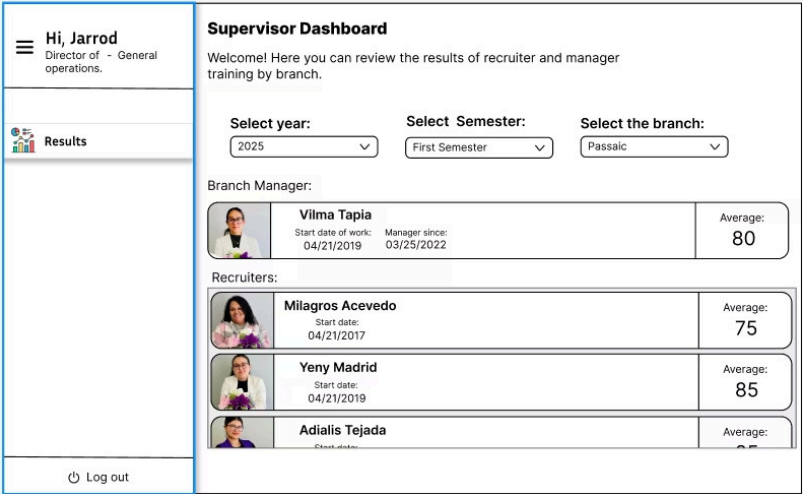 Hi, Jarrod
Director of - General
operations.
Results
Log out
Supervisor Dashboard
Welcome! Here you can review the results of recruiter and manager
training by branch.
Select year:
2025
Select Semester:
First Semester
Select the branch:
Passaic
Branch Manager:
Vilma Tapia
Start date of work: Manager since:
04/21/2019 03/25/2022
Average:
80
Recruiters:
Milagros Acevedo
Start date:
04/21/2017
Average:
75
Yeny Madrid
Start date:
04/21/2019
Average:
85
Adialis Tejada
Start date:
Average: